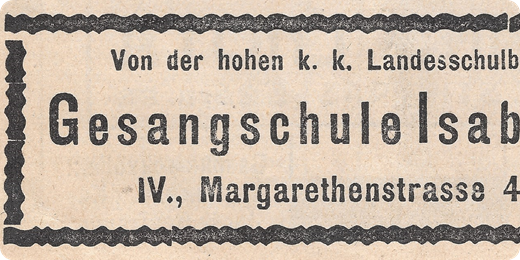 Von der hohen k. k. Landesschulb
Gesangschule Isab
IV., Margarethenstrasse 4